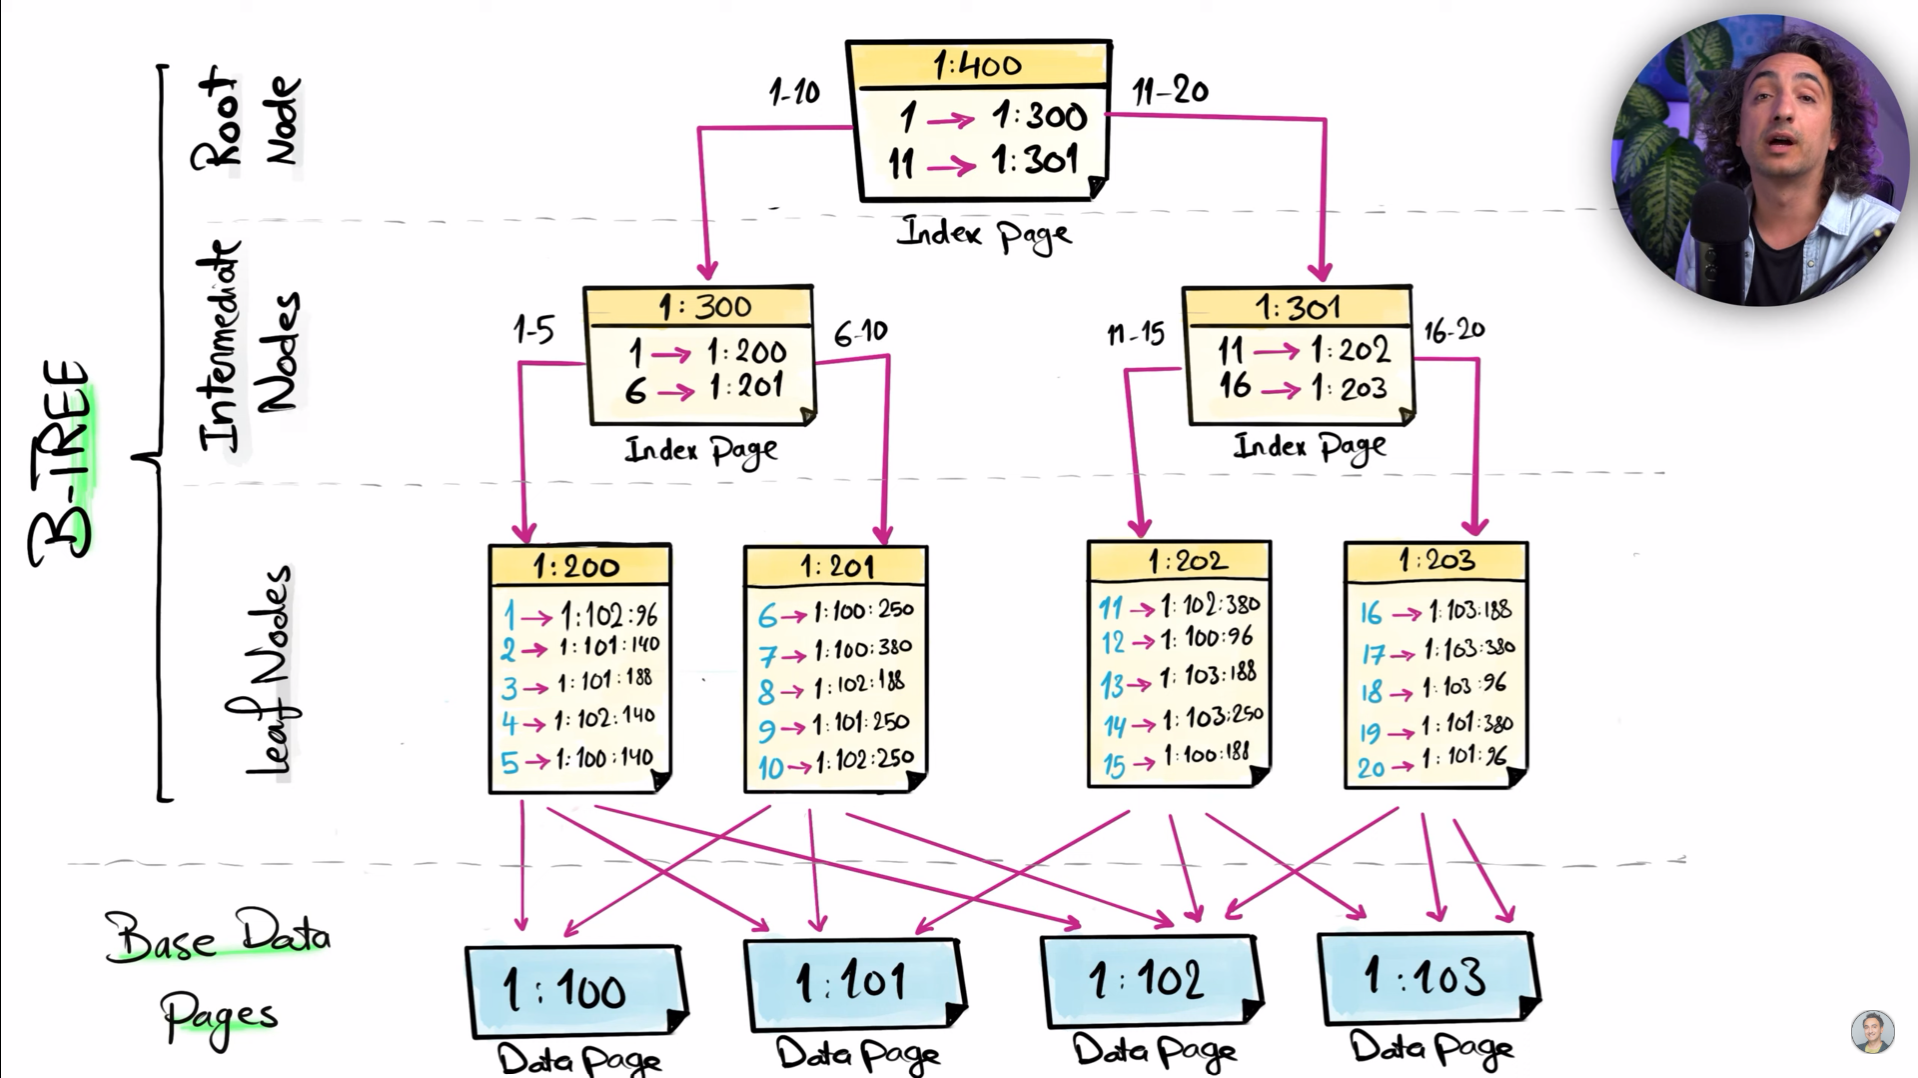 B-TREE
Root Node
1-10
1:400
11-20
1 → 1:300
11 → 1:301
Index Page
Intermediate Nodes
1-5
1:300
6-10
1 → 1:200
6 → 1:201
Index Page
11-15
1:301
16-20
11 → 1:202
16 → 1:203
Index Page
Leaf Nodes
1:200
1 → 1:102:96
2 → 1:101:140
3 → 1:101:188
4 → 1:102:140
5 → 1:100:140
1:201
6 → 1:100:250
7 → 1:100:380
8 → 1:102:188
9 → 1:101:250
10 → 1:102:250
1:202
11 → 1:102:380
12 → 1:100:96
13 → 1:103:188
14 → 1:103:250
15 → 1:100:188
1:203
16 → 1:103:188
17 → 1:103:380
18 → 1:103:96
19 → 1:101:380
20 → 1:101:96
Base Data
Pages
1:100
Data Page
1:101
Data Page
1:102
Data Page
1:103
Data Page